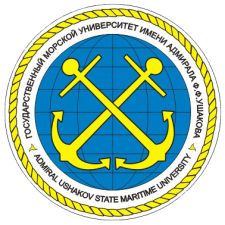 ГОСУДАРСТВЕННЫЙ МОРСКОЙ УНИВЕРСИТЕТ ИМЕНИ АДМИРАЛА Ф.Ф.УШАКОВА
ADMIRAL USHAKOV STATE MARITIME UNIVERSITY